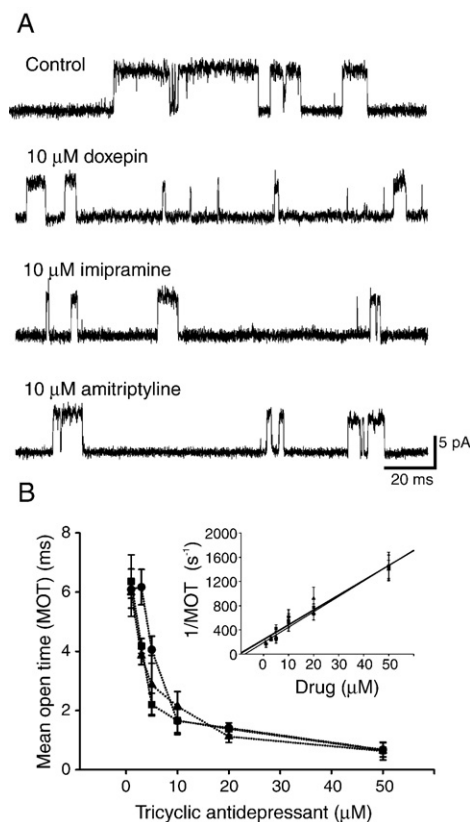 A
Control
10 μM doxepin
10 μM imipramine
10 μM amitriptyline
5 pA
20 ms
B
Mean open time (MOT) (ms)
8
6
4
2
0
0 10 20 30 40 50
Tricyclic antidepressant (μM)
1/MOT (s⁻¹)
2000
1600
1200
800
400
0
0 10 20 30 40 50
Drug (μM)